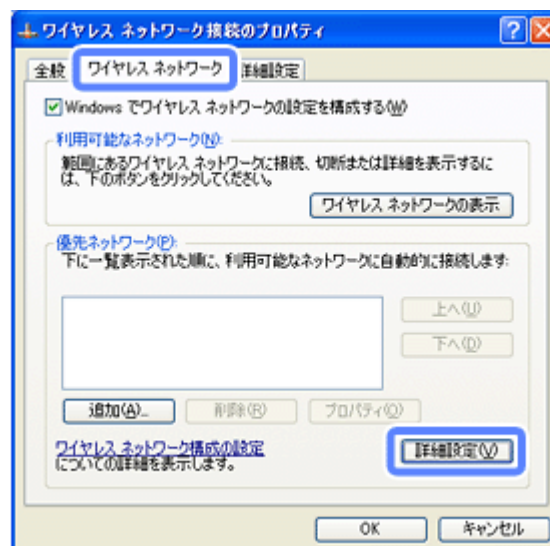 ワイヤレス ネットワーク接続のプロパティ
全般 ワイヤレス ネットワーク 詳細設定
Windows でワイヤレス ネットワークの設定を構成する(W)
利用可能なネットワーク(N):
範囲にあるワイヤレス ネットワークに接続、切断または詳細を表示するに
は、下のボタンをクリックしてください。
ワイヤレス ネットワークの表示
優先ネットワーク(P):
下に一覧表示された順に、利用可能なネットワークに自動的に接続します:
上へ(U)
下へ(D)
追加(A)... 削除(R) プロパティ(O)
ワイヤレス ネットワーク構成の設定
についての詳細を表示します。
詳細設定(V)
OK キャンセル